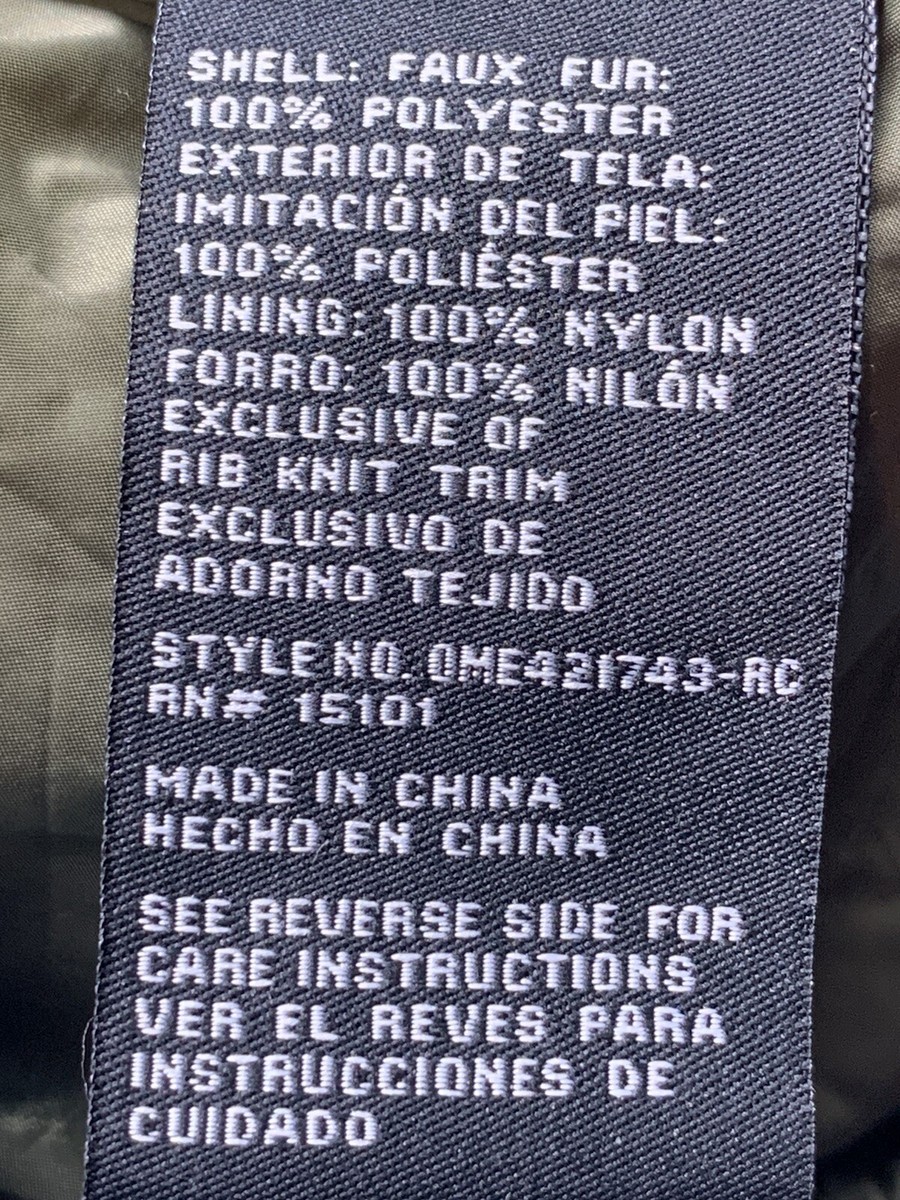 SHELL: FAUX FUR:
100% POLYESTER
EXTERIOR DE TELA:
IMITACIÓN DEL PIEL:
100% POLIÉSTER
LINING: 100% NYLON
FORRO: 100% NILÓN
EXCLUSIVE OF
RIB KNIT TRIM
EXCLUSIVO DE
ADORNO TEJIDO
STYLE NO. OME421743-AC
RN# 15101
MADE IN CHINA
HECHO EN CHINA
SEE REVERSE SIDE FOR
CARE INSTRUCTIONS
VER EL REVES PARA
INSTRUCCIONES DE
CUIDADO